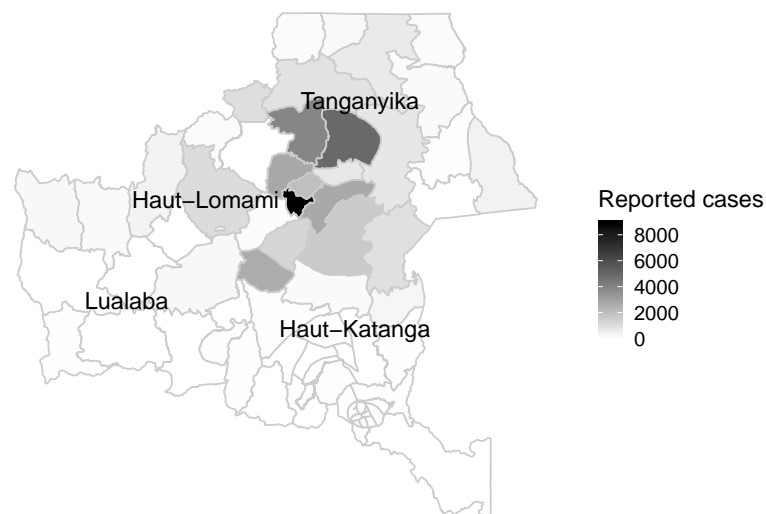 Tanganyika
Haut−Lomami
Lualaba
Haut−Katanga
Reported cases
8000
6000
4000
2000
0